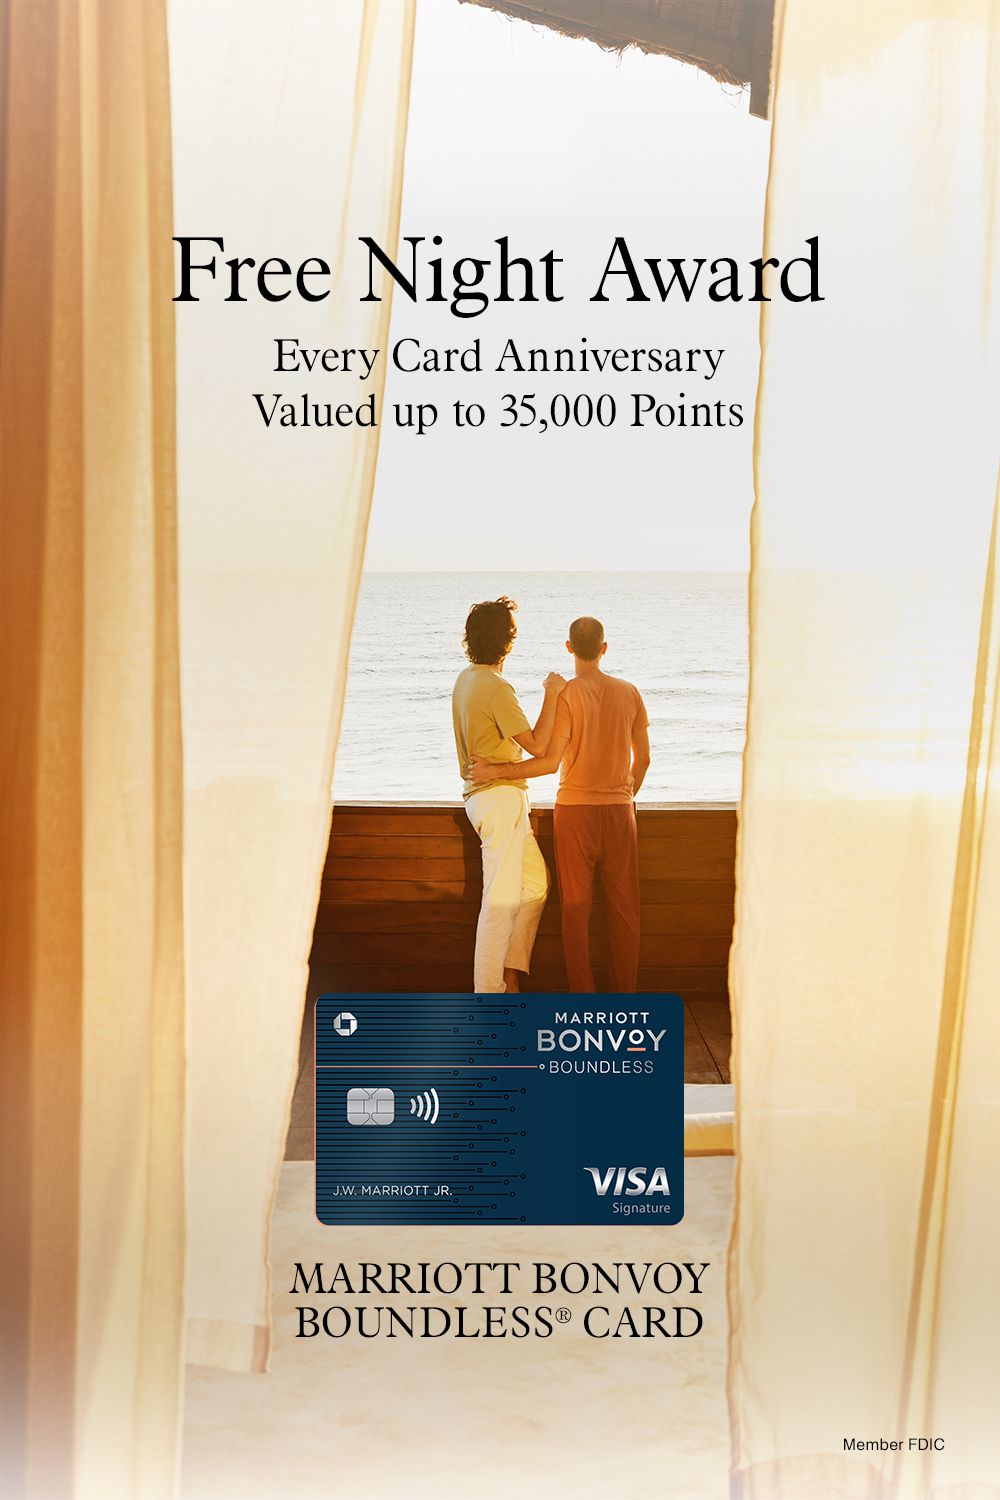 Free Night Award
Every Card Anniversary
Valued up to 35,000 Points
MARRIOTT
BONVOY
BOUNDLESS
J.W. MARRIOTT JR.
VISA
Signature
MARRIOTT BONVOY
BOUNDLESS® CARD
Member FDIC